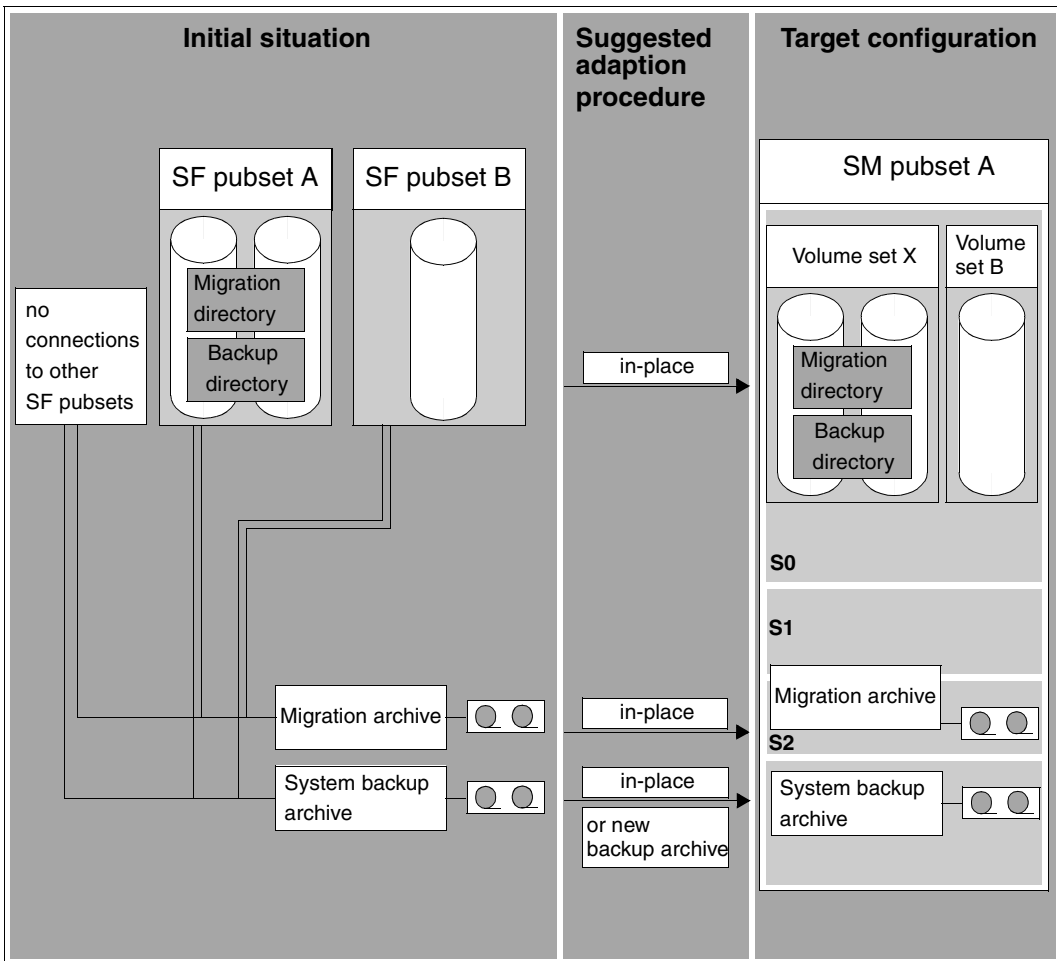 Initial situation
Suggested
adaption
procedure
Target configuration
SF pubset A
SF pubset B
SM pubset A
Volume set X
Volume
set B
no
connections
to other
SF pubsets
Migration
directory
Backup
directory
in-place
Migration
directory
Backup
directory
S0
S1
Migration archive
in-place
Migration archive
S2
System backup
archive
in-place
or new
backup archive
System backup
archive